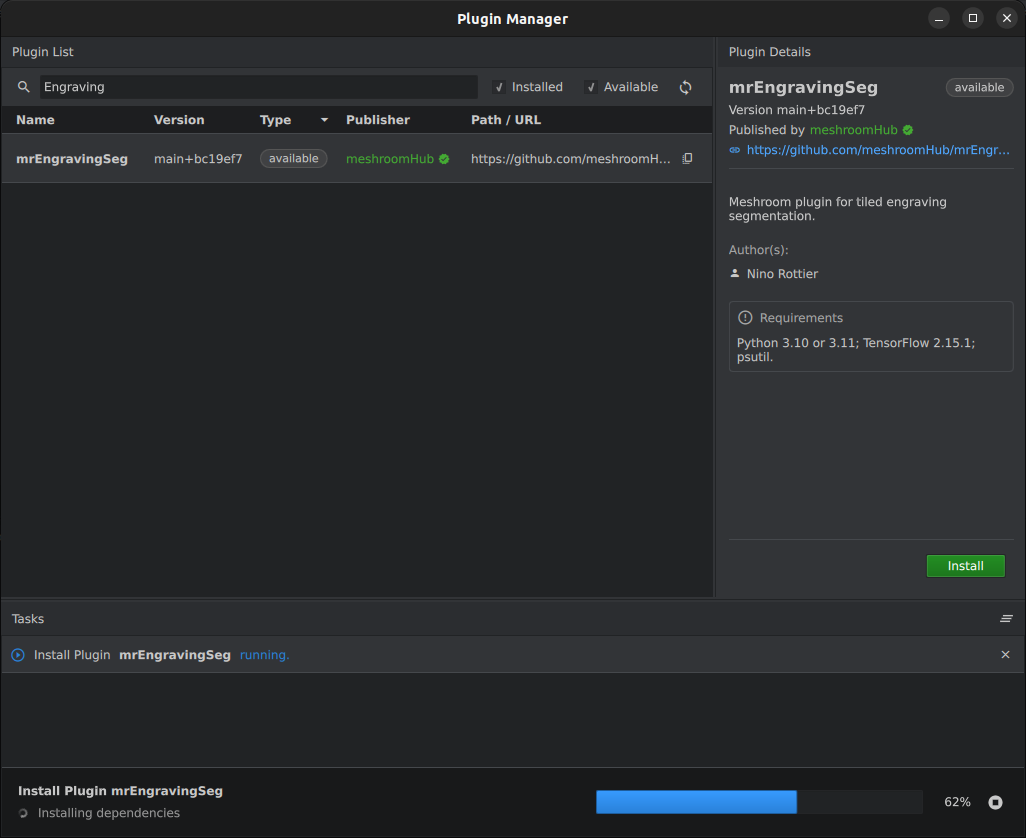 Plugin Manager
Plugin List
Engraving
Installed
Available
Name Version Type Publisher Path / URL
mrEngravingSeg main+bc19ef7 available meshroomHub https://github.com/meshroomH...
Plugin Details
mrEngravingSeg available
Version main+bc19ef7
Published by meshroomHub
https://github.com/meshroomHub/mrEngr...
Meshroom plugin for tiled engraving
segmentation.
Author(s):
Nino Rottier
Requirements
Python 3.10 or 3.11; TensorFlow 2.15.1;
psutil.
Install
Tasks
Install Plugin mrEngravingSeg running.
Install Plugin mrEngravingSeg
Installing dependencies
62%